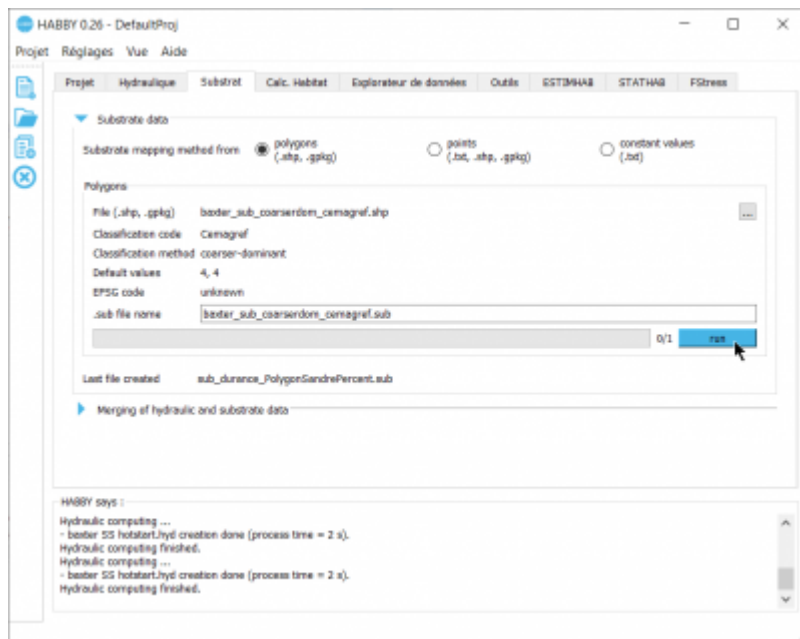 HABBY 0.26 - DefaultProj
Projet Réglages Vue Aide
Projet Hydraulique Substrat Calc. Habitat Explorateur de données Outils ESTIMHAB STATHAB FStress
Substrate data
Substrate mapping method from polygons (.shp, .gpkg) points (.txt, .shp, .gpkg) constant values (.txt)
Polygons
File (.shp, .gpkg) baxter_sub_coarserdom_cemagref.shp ...
Classification code Cemagref
Classification method coarser-dominant
Default values 4, 4
EPSG code unknown
.sub file name baxter_sub_coarserdom_cemagref.sub
0/1 run
Last file created sub_durance_PolygonSandrePercent.sub
Merging of hydraulic and substrate data
HABBY says :
Hydraulic computing ...
- baxter SS hotstart.hyd creation done (process time = 2 s).
Hydraulic computing finished.
Hydraulic computing ...
- baxter SS hotstart.hyd creation done (process time = 2 s).
Hydraulic computing finished.